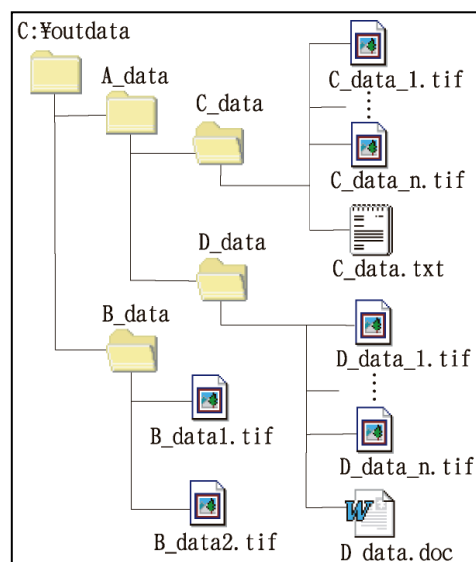 C:¥outdata
A_data
C_data
C_data_1.tif
C_data_n.tif
C_data.txt
D_data
D_data_1.tif
D_data_n.tif
W
D_data.doc
B_data
B_data1.tif
B_data2.tif